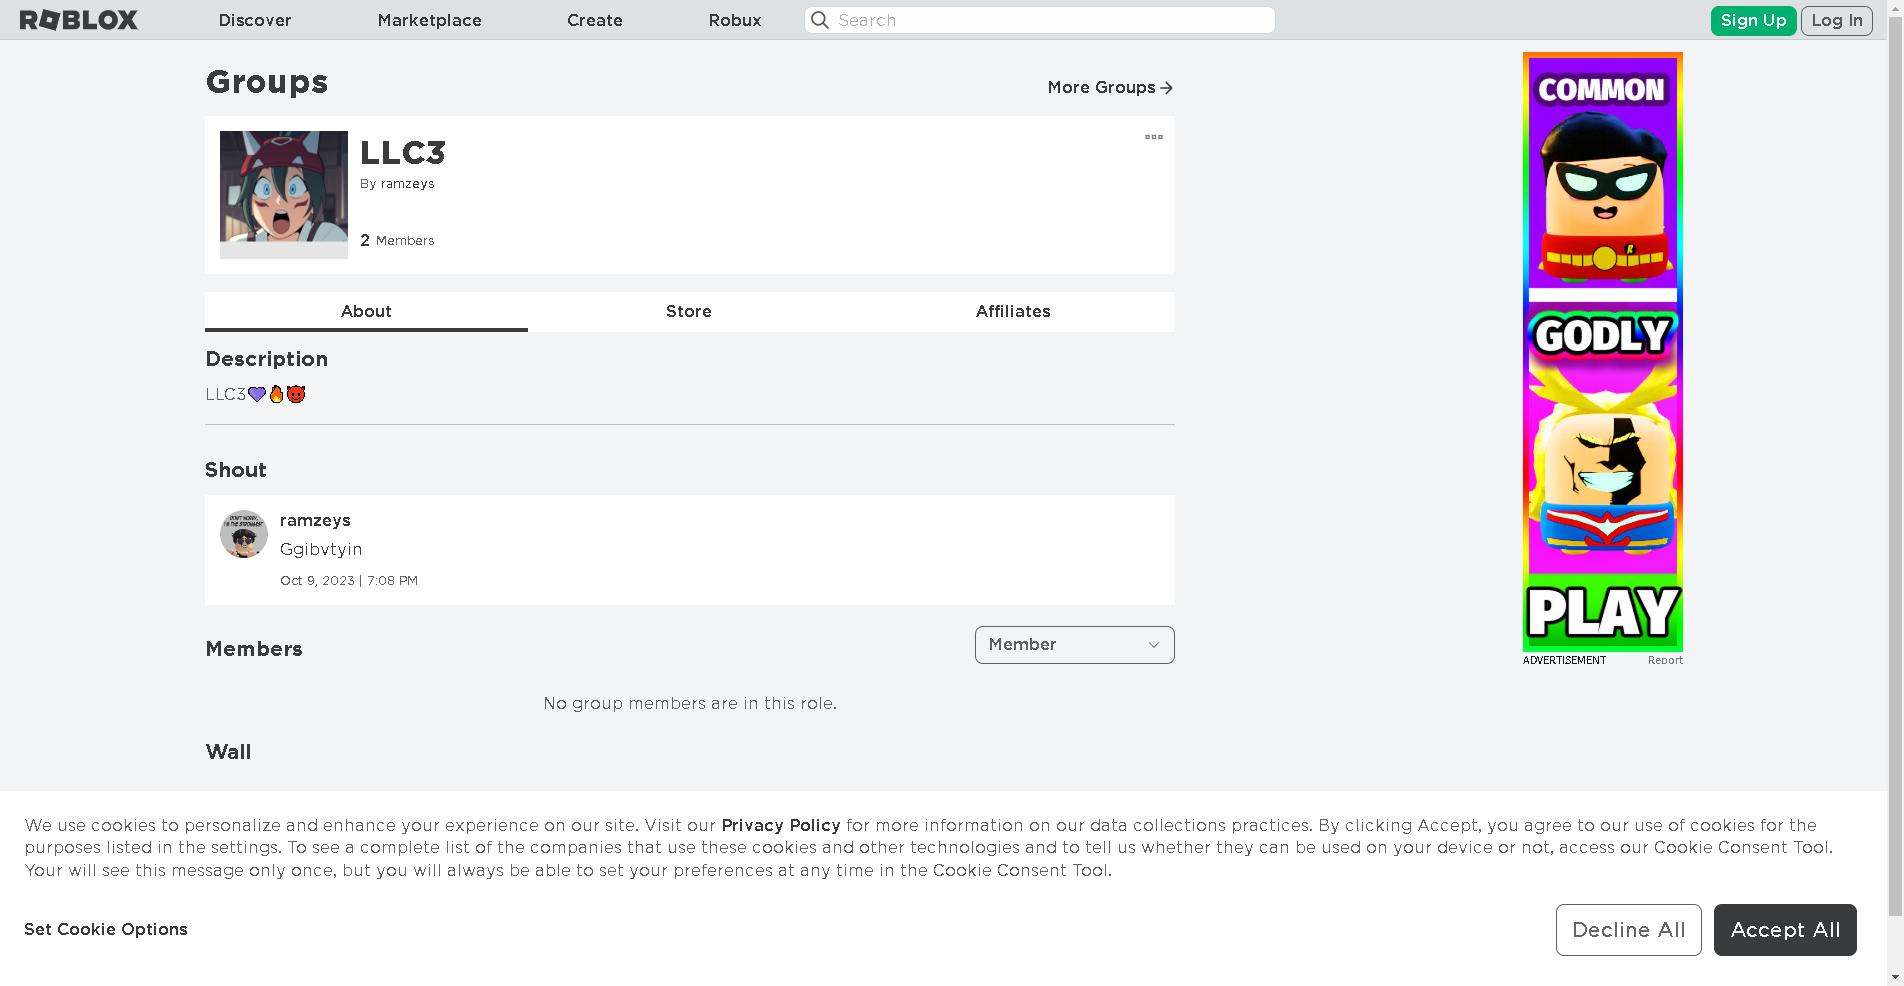 ROBLOX
Discover
Marketplace
Create
Robux
Search
Sign Up
Log In
Groups
More Groups
LLC3
By ramzeys
2 Members
About
Store
Affiliates
Description
LLC3💜🔥😈
Shout
ramzeys
Ggibvtyin
Oct 9, 2023 | 7:08 PM
Members
Member
No group members are in this role.
Wall
COMMON
R
GODLY
PLAY
ADVERTISEMENT
Report
DON'T WORRY,
I'M THE STRONGEST
We use cookies to personalize and enhance your experience on our site. Visit our Privacy Policy for more information on our data collections practices. By clicking Accept, you agree to our use of cookies for the
purposes listed in the settings. To see a complete list of the companies that use these cookies and other technologies and to tell us whether they can be used on your device or not, access our Cookie Consent Tool.
Your will see this message only once, but you will always be able to set your preferences at any time in the Cookie Consent Tool.
Set Cookie Options
Decline All
Accept All